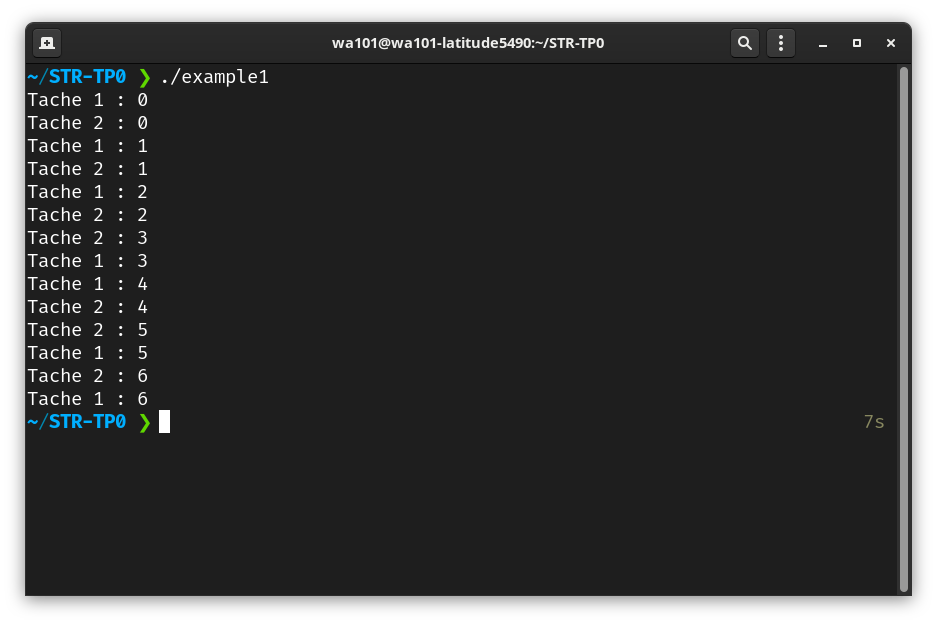 wa101@wa101-latitude5490:~/STR-TP0
~/STR-TP0 ❯ ./example1
Tache 1 : 0
Tache 2 : 0
Tache 1 : 1
Tache 2 : 1
Tache 1 : 2
Tache 2 : 2
Tache 2 : 3
Tache 1 : 3
Tache 1 : 4
Tache 2 : 4
Tache 2 : 5
Tache 1 : 5
Tache 2 : 6
Tache 1 : 6
~/STR-TP0 ❯ 7s